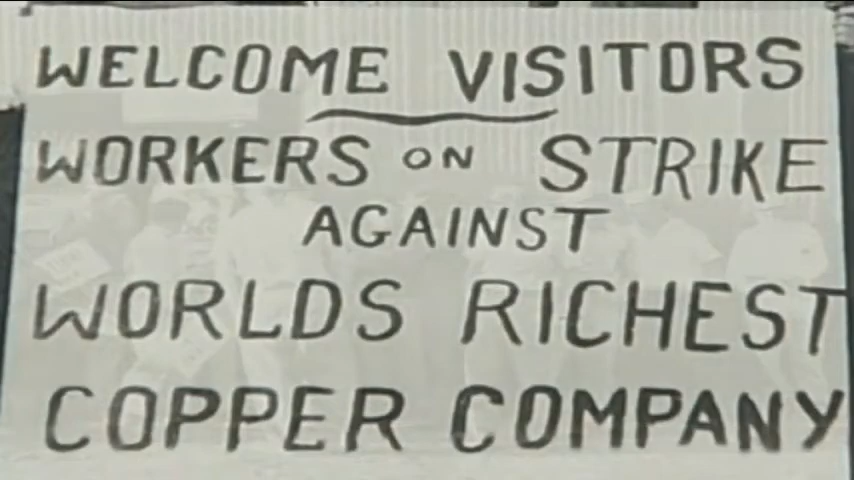 WELCOME VISITORS
WORKERS ON STRIKE
AGAINST
WORLDS RICHEST
COPPER COMPANY